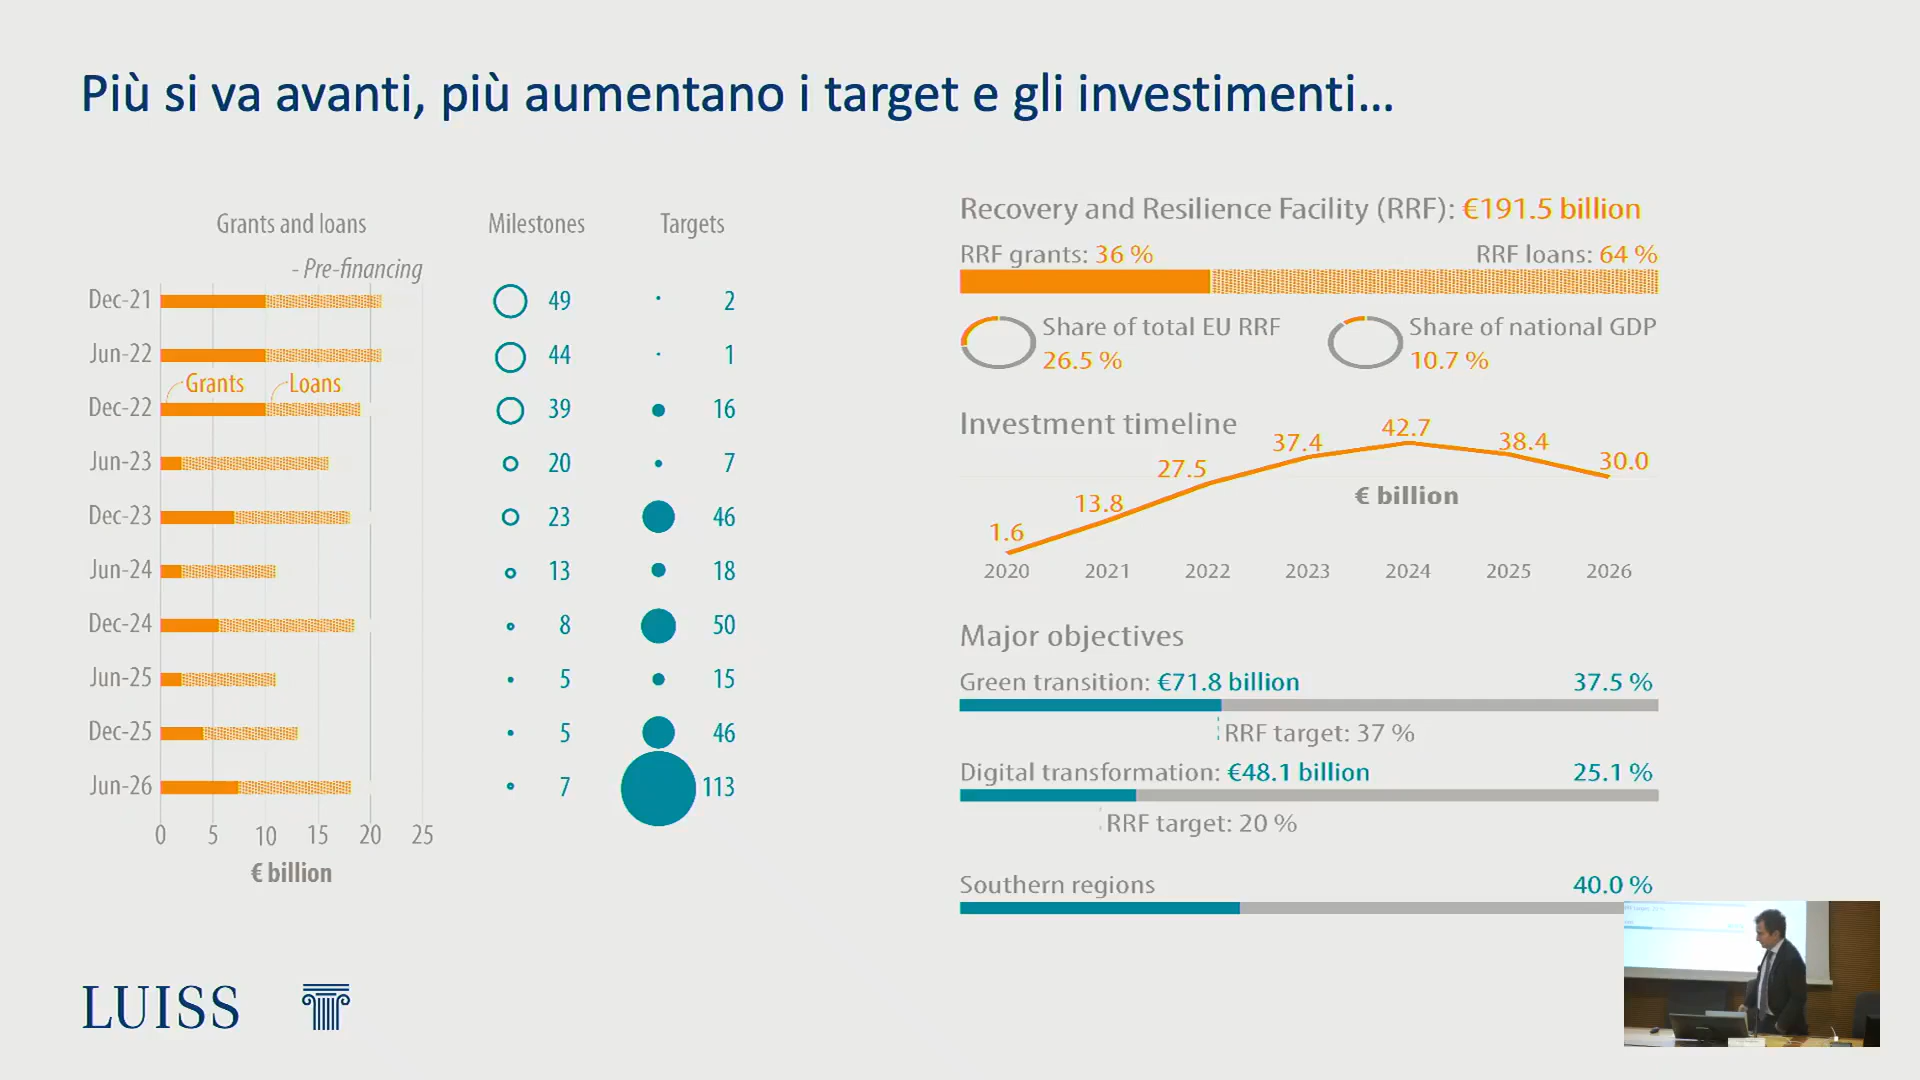 Più si va avanti, più aumentano i target e gli investimenti...
Grants and loans
Milestones
Targets
- Pre-financing
Dec-21 49 2
Jun-22 44 1
Grants Loans
Dec-22 39 16
Jun-23 20 7
Dec-23 23 46
Jun-24 13 18
Dec-24 8 50
Jun-25 5 15
Dec-25 5 46
Jun-26 7 113
0 5 10 15 20 25
€ billion
Recovery and Resilience Facility (RRF): €191.5 billion
RRF grants: 36 %
RRF loans: 64 %
Share of total EU RRF
26.5 %
Share of national GDP
10.7 %
Investment timeline
1.6 13.8 27.5 37.4 42.7 38.4 30.0
€ billion
2020 2021 2022 2023 2024 2025 2026
Major objectives
Green transition: €71.8 billion 37.5 %
RRF target: 37 %
Digital transformation: €48.1 billion 25.1 %
RRF target: 20 %
Southern regions 40.0 %
LUISS